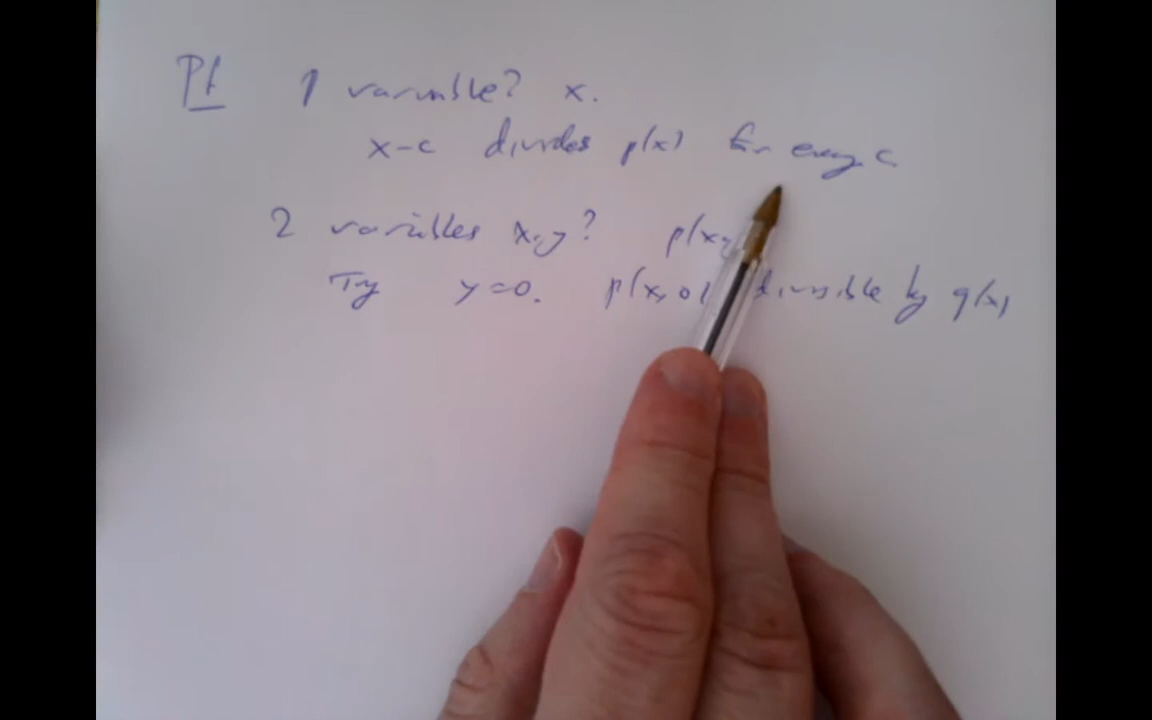 Pf 1 variable? x.
x-c divides p(x) for every c.
2 variables x,y? p(x,
Try y=0. p(x,0) divisible by q(x)